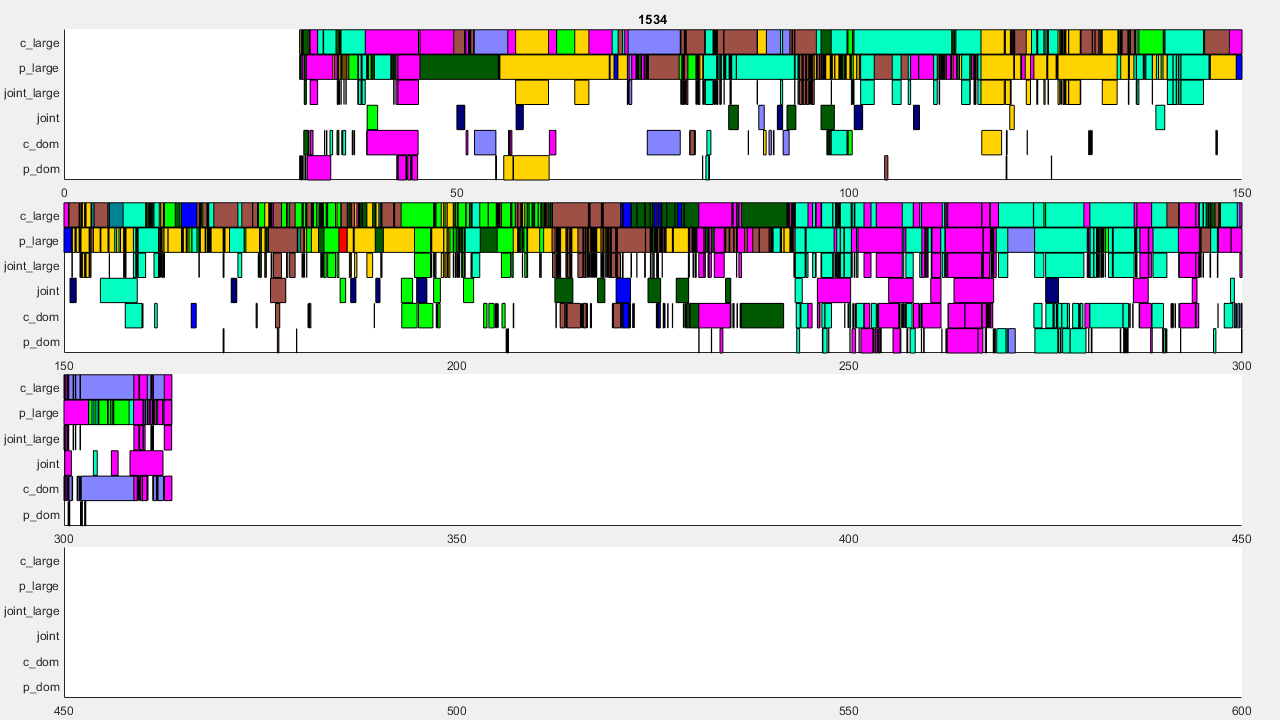 1534
c_large
p_large
joint_large
joint
c_dom
p_dom
0 50 100 150
c_large
p_large
joint_large
joint
c_dom
p_dom
150 200 250 300
c_large
p_large
joint_large
joint
c_dom
p_dom
300 350 400 450
c_large
p_large
joint_large
joint
c_dom
p_dom
450 500 550 600